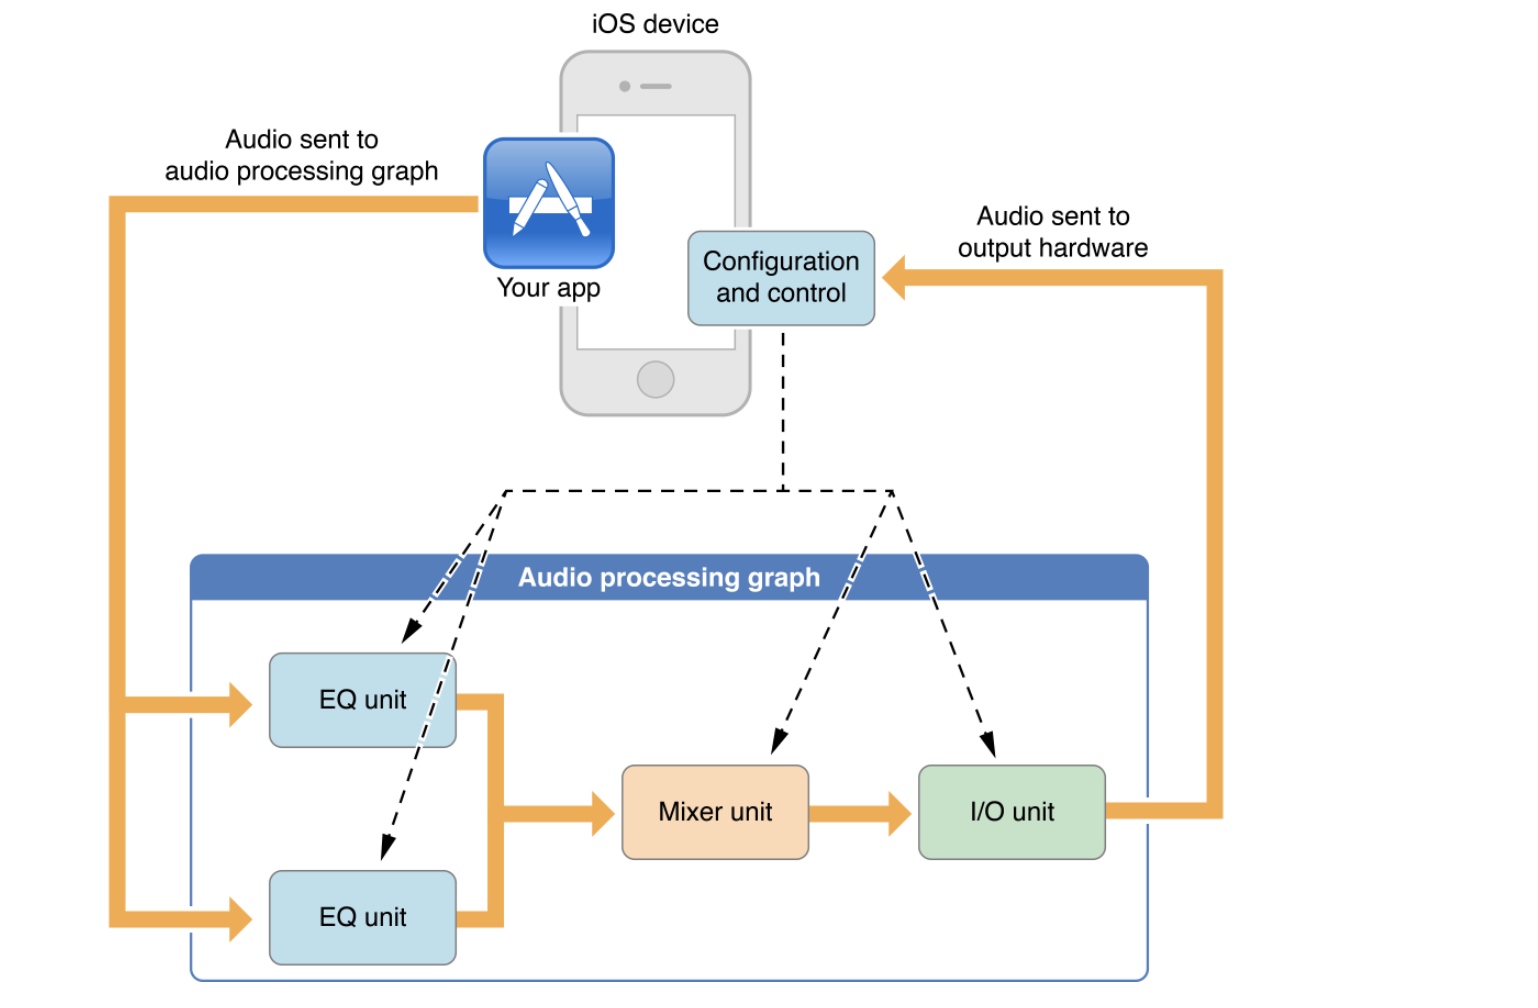 iOS device
Audio sent to
audio processing graph
Your app
Audio sent to
output hardware
Configuration
and control
Audio processing graph
EQ unit
Mixer unit
I/O unit
EQ unit